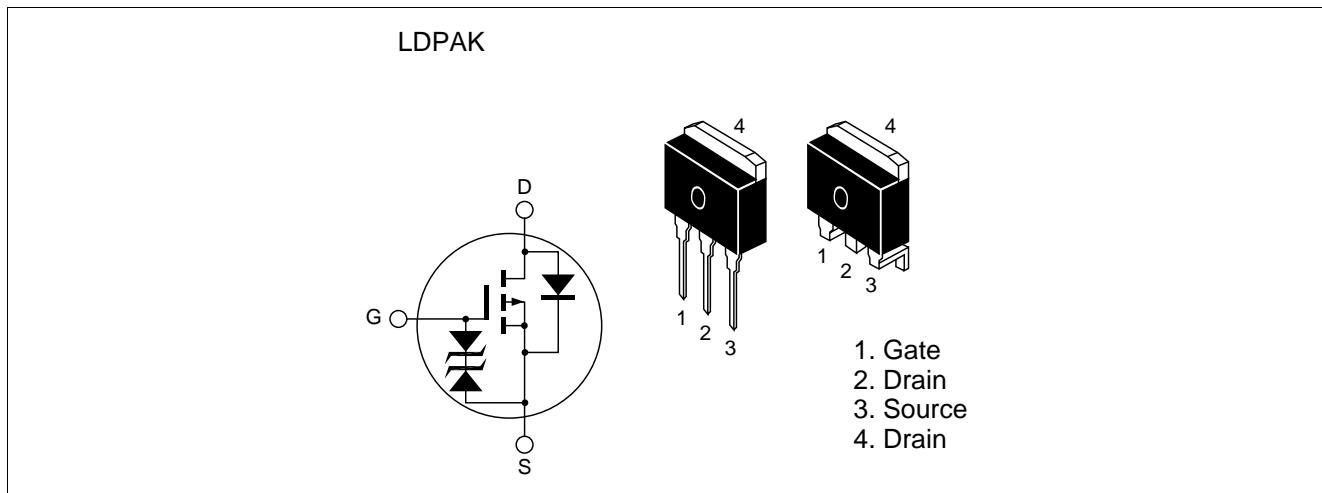 LDPAK
D
G
S
4
1
2
3
4
1
2
3
1. Gate
2. Drain
3. Source
4. Drain